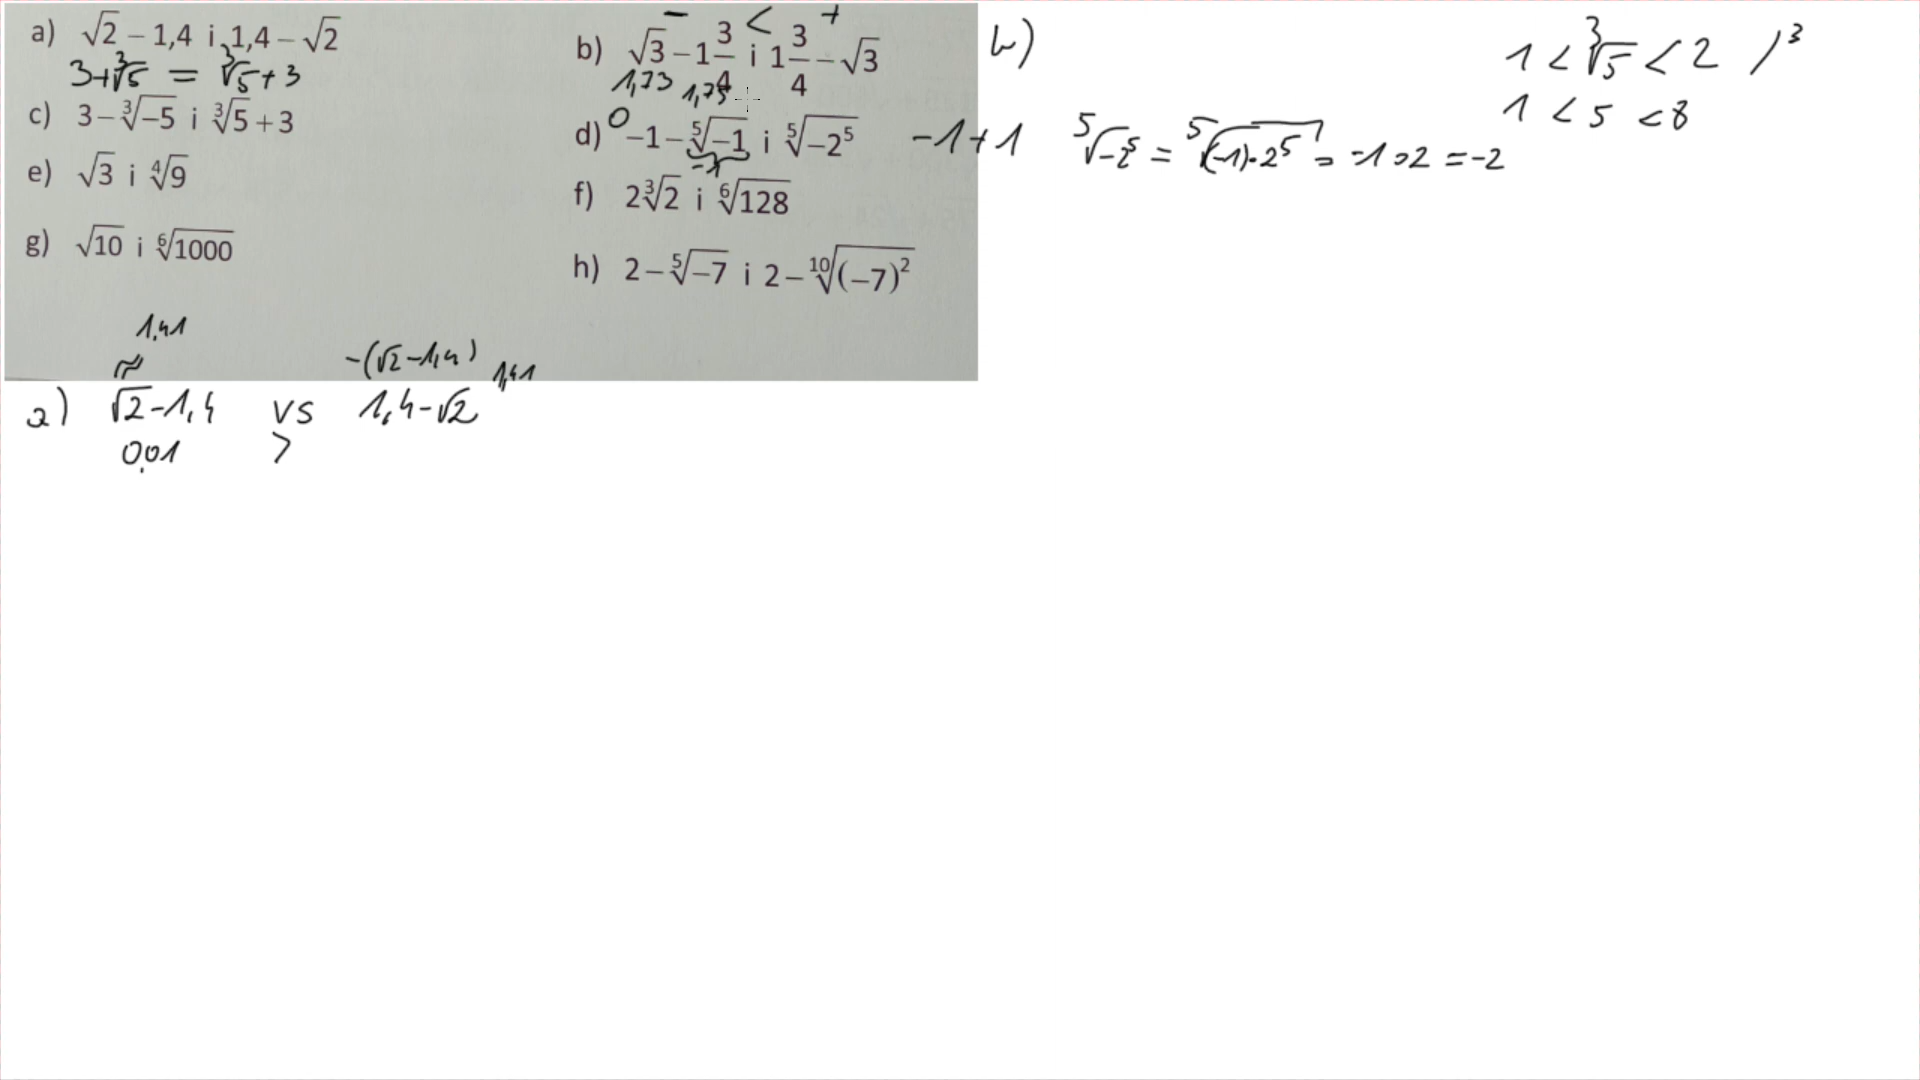 − < +
a) √2 − 1,4 i 1,4 − √2
b) √3 − 1 3/4 i 1 3/4 − √3
3+∛5 = ∛5+3
1,73 1,75
c) 3 − ∛−5 i ∛5 + 3
0
d) −1 − ⁵√−1 i ⁵√−2⁵
−1
e) √3 i ⁴√9
f) 2∛2 i ⁶√128
g) √10 i ⁶√1000
h) 2 − ⁵√−7 i 2 − ¹⁰√(−7)²
b)
1 < ∛5 < 2 /³
1 < 5 < 8
−1+1
⁵√−2⁵ = ⁵√(−1)·2⁵ = −1·2 = −2
1,41
≈
−(√2−1,4)
1,41
a) √2−1,4 vs 1,4−√2
0,01 >